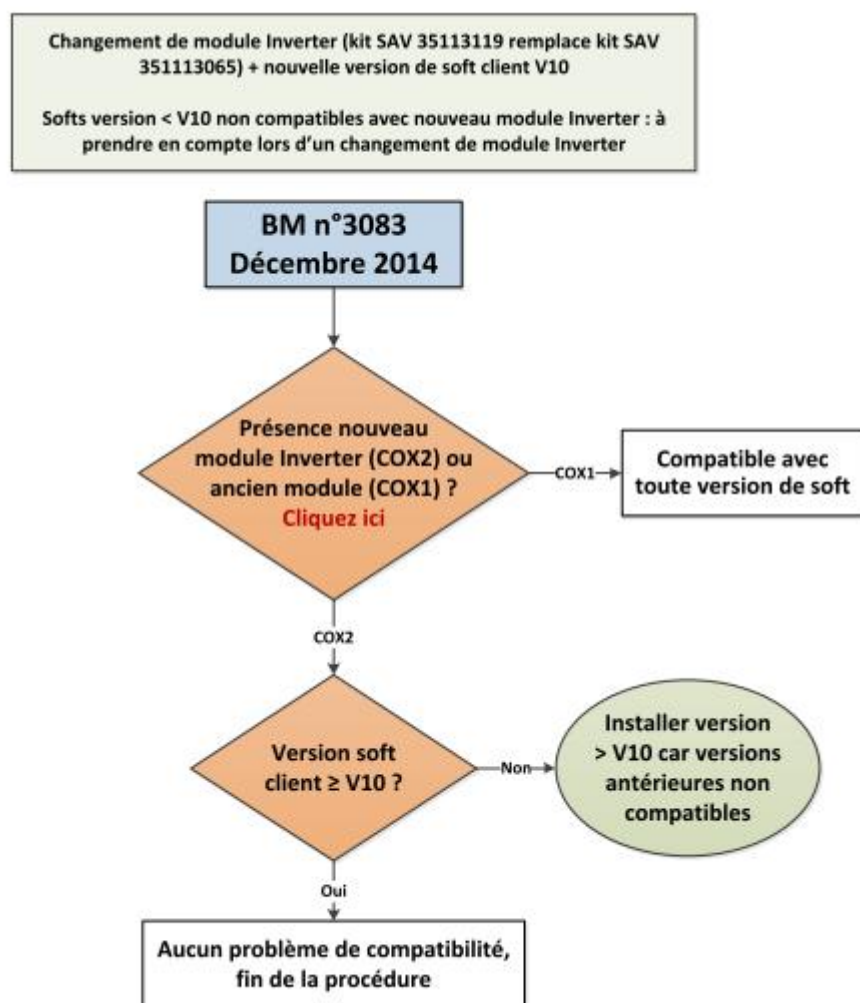 Changement de module Inverter (kit SAV 35113119 remplace kit SAV
351113065) + nouvelle version de soft client V10
Softs version < V10 non compatibles avec nouveau module Inverter : à
prendre en compte lors d'un changement de module Inverter
BM n°3083
Décembre 2014
Présence nouveau
module Inverter (COX2) ou
ancien module (COX1) ?
Cliquez ici
COX1
Compatible avec
toute version de soft
COX2
Version soft
client ≥ V10 ?
Non
Installer version
> V10 car versions
antérieures non
compatibles
Oui
Aucun problème de compatibilité,
fin de la procédure